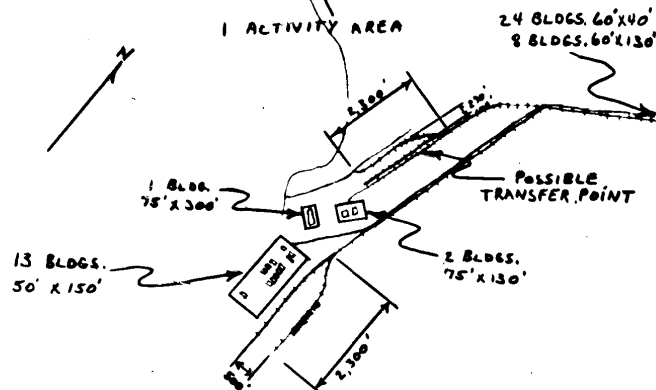 1 ACTIVITY AREA
24 BLDGS. 60'X40'
8 BLDGS. 60'X130'
N
2,300'
POSSIBLE
TRANSFER POINT
1 BLDG
75' X 300'
2 BLDGS.
75' X 130'
13 BLDGS.
50' X 150'
2,300'